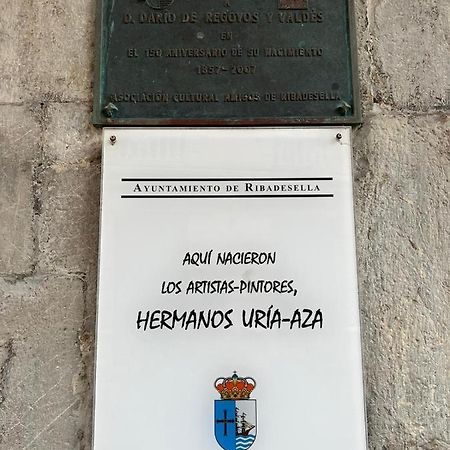 D. DARÍO DE REGOYOS Y VALDÉS
EN
EL 150 ANIVERSARIO DE SU NACIMIENTO
1857-2007
ASOCIACIÓN CULTURAL AMIGOS DE RIBADESELLA
AYUNTAMIENTO DE RIBADESELLA
AQUÍ NACIERON
LOS ARTISTAS-PINTORES,
HERMANOS URÍA-AZA